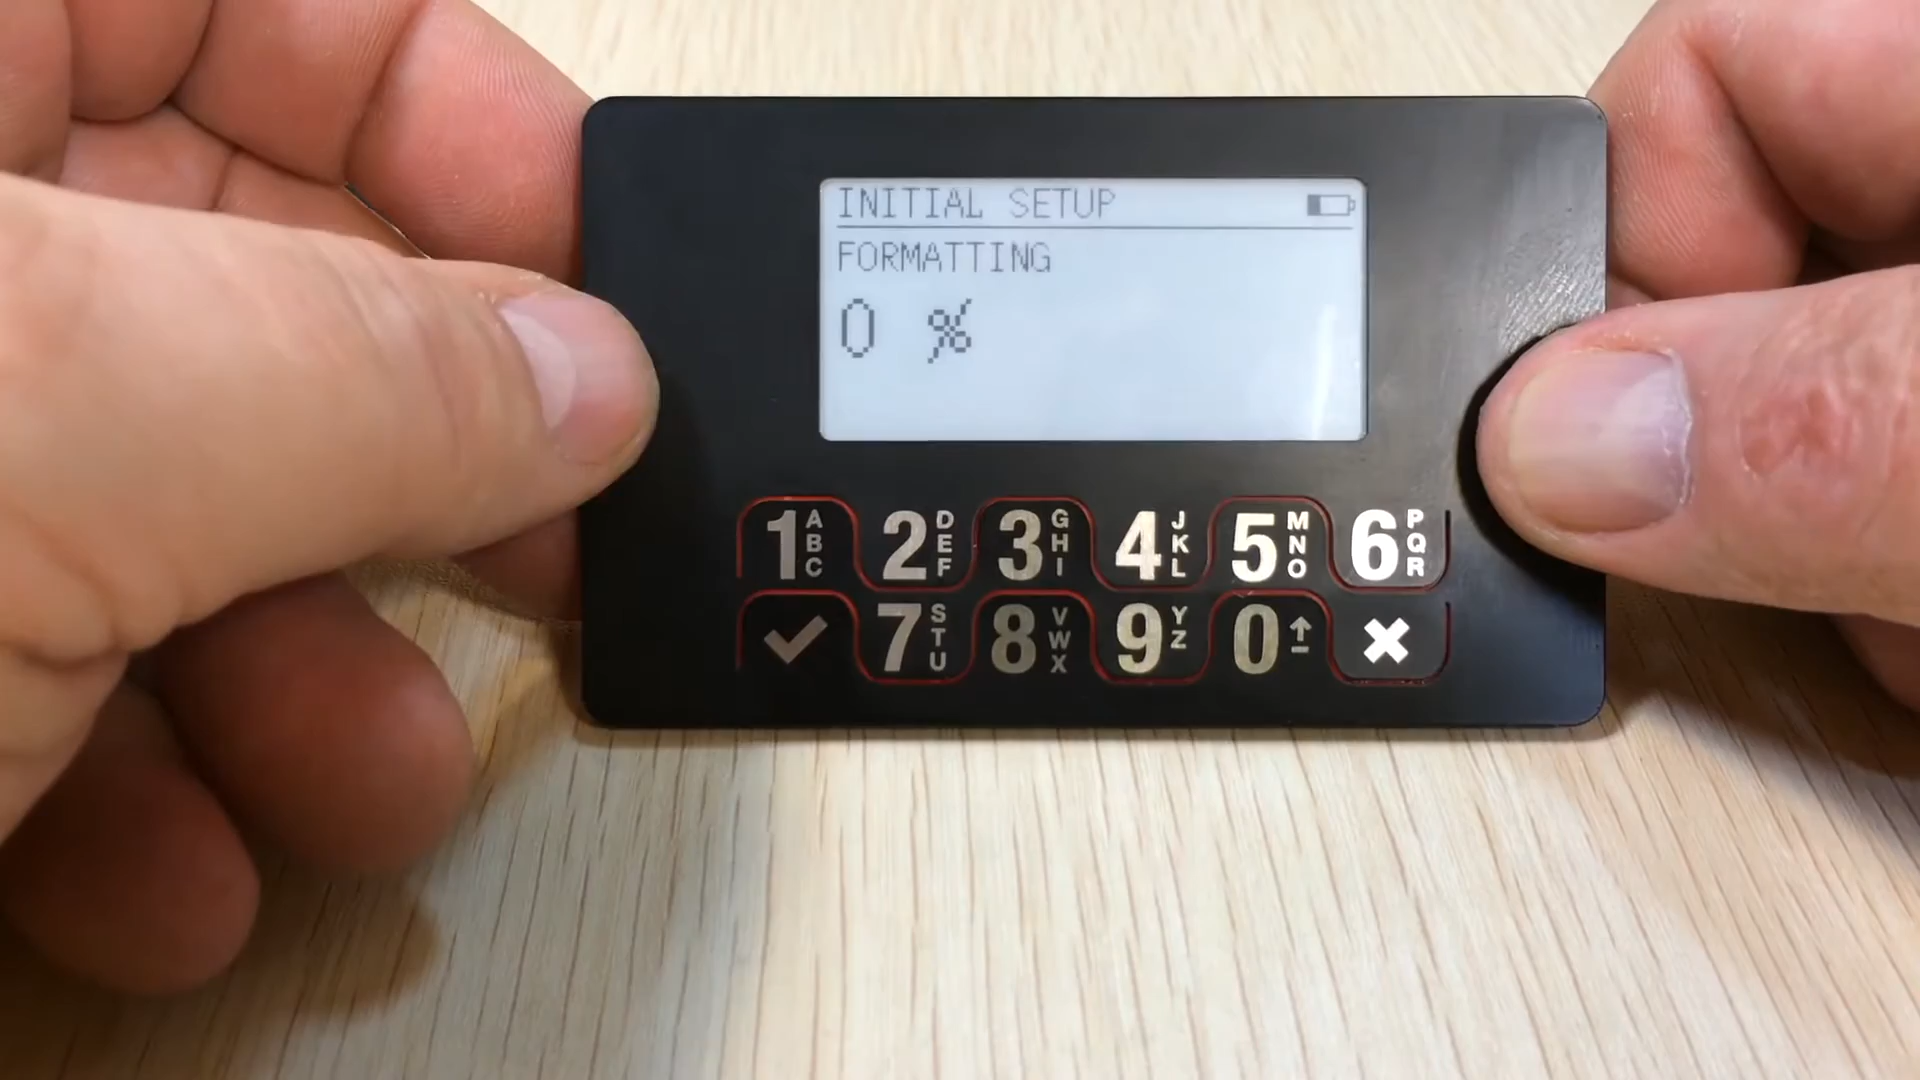 INITIAL SETUP
FORMATTING
0 %
1 ABC 2 DEF 3 GHI 4 JKL 5 MNO 6 PQR
7 STU 8 VWX 9 YZ 0